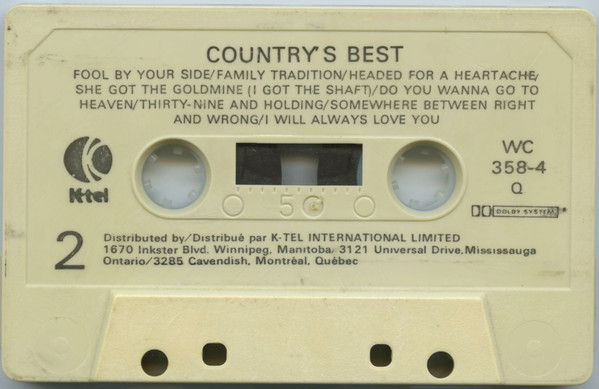 COUNTRY'S BEST
FOOL BY YOUR SIDE/FAMILY TRADITION/HEADED FOR A HEARTACHE/
SHE GOT THE GOLDMINE (I GOT THE SHAFT)/DO YOU WANNA GO TO
HEAVEN/THIRTY-NINE AND HOLDING/SOMEWHERE BETWEEN RIGHT
AND WRONG/I WILL ALWAYS LOVE YOU
K-tel
WC
358-4
Q
50
DOLBY SYSTEM
2
Distributed by/Distribué par K-TEL INTERNATIONAL LIMITED
1670 Inkster Blvd. Winnipeg, Manitoba/3121 Universal Drive, Mississauga
Ontario/3285 Cavendish, Montréal, Québec